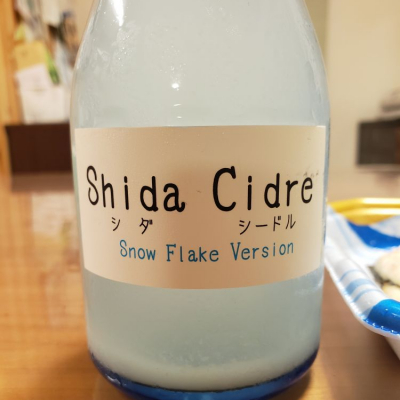 Shida Cidre
シダ シードル
Snow Flake Version